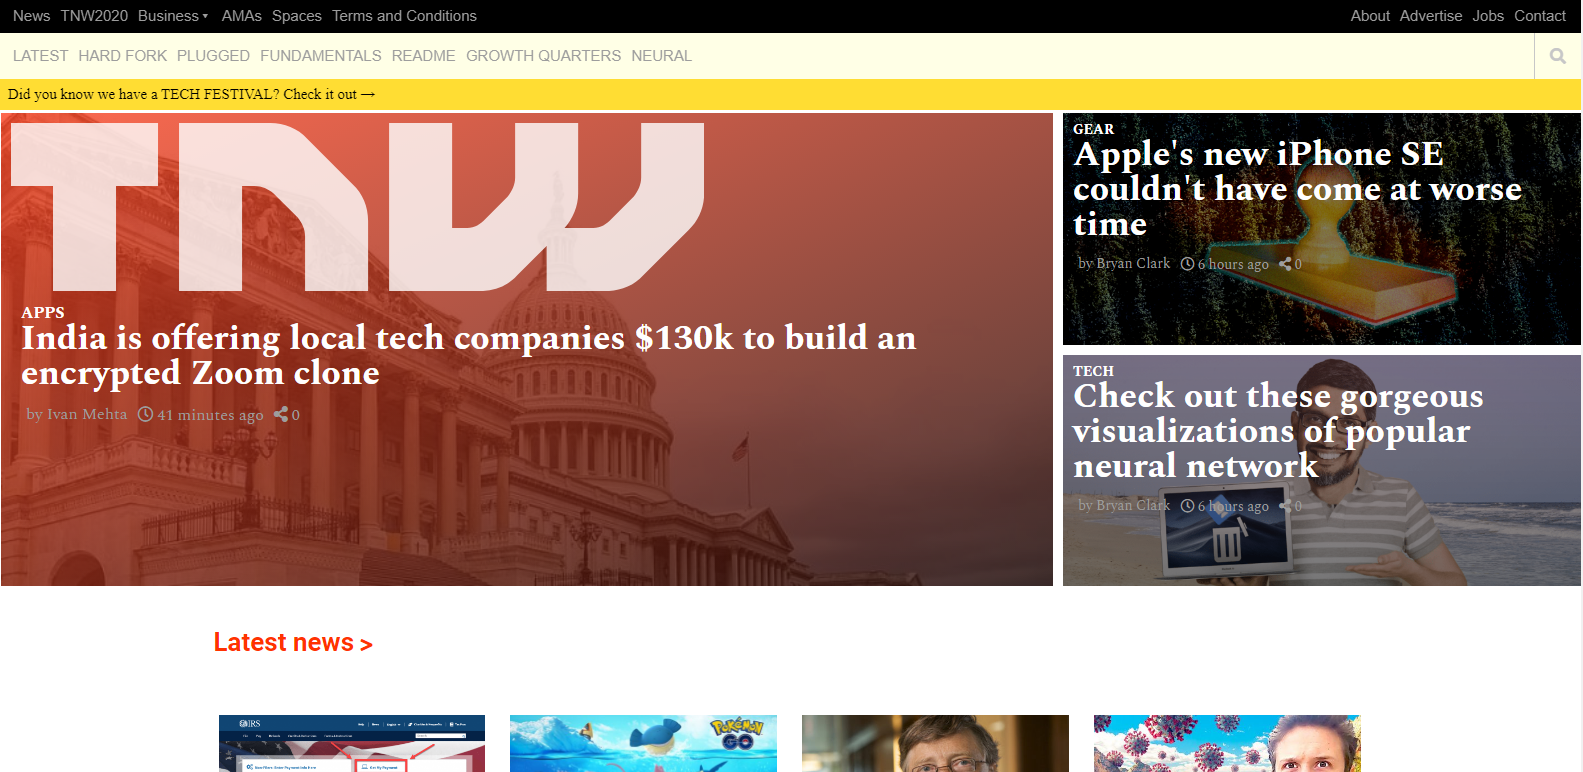 News TNW2020 Business AMAs Spaces Terms and Conditions About Advertise Jobs Contact
LATEST HARD FORK PLUGGED FUNDAMENTALS README GROWTH QUARTERS NEURAL
Did you know we have a TECH FESTIVAL? Check it out →
TNW
APPS
India is offering local tech companies $130k to build an
encrypted Zoom clone
by Ivan Mehta 41 minutes ago 0
GEAR
Apple's new iPhone SE
couldn't have come at worse
time
by Bryan Clark 6 hours ago 0
TECH
Check out these gorgeous
visualizations of popular
neural network
by Bryan Clark 6 hours ago 0
Latest news >
IRS
Get My Payment
POKÉMON
GO